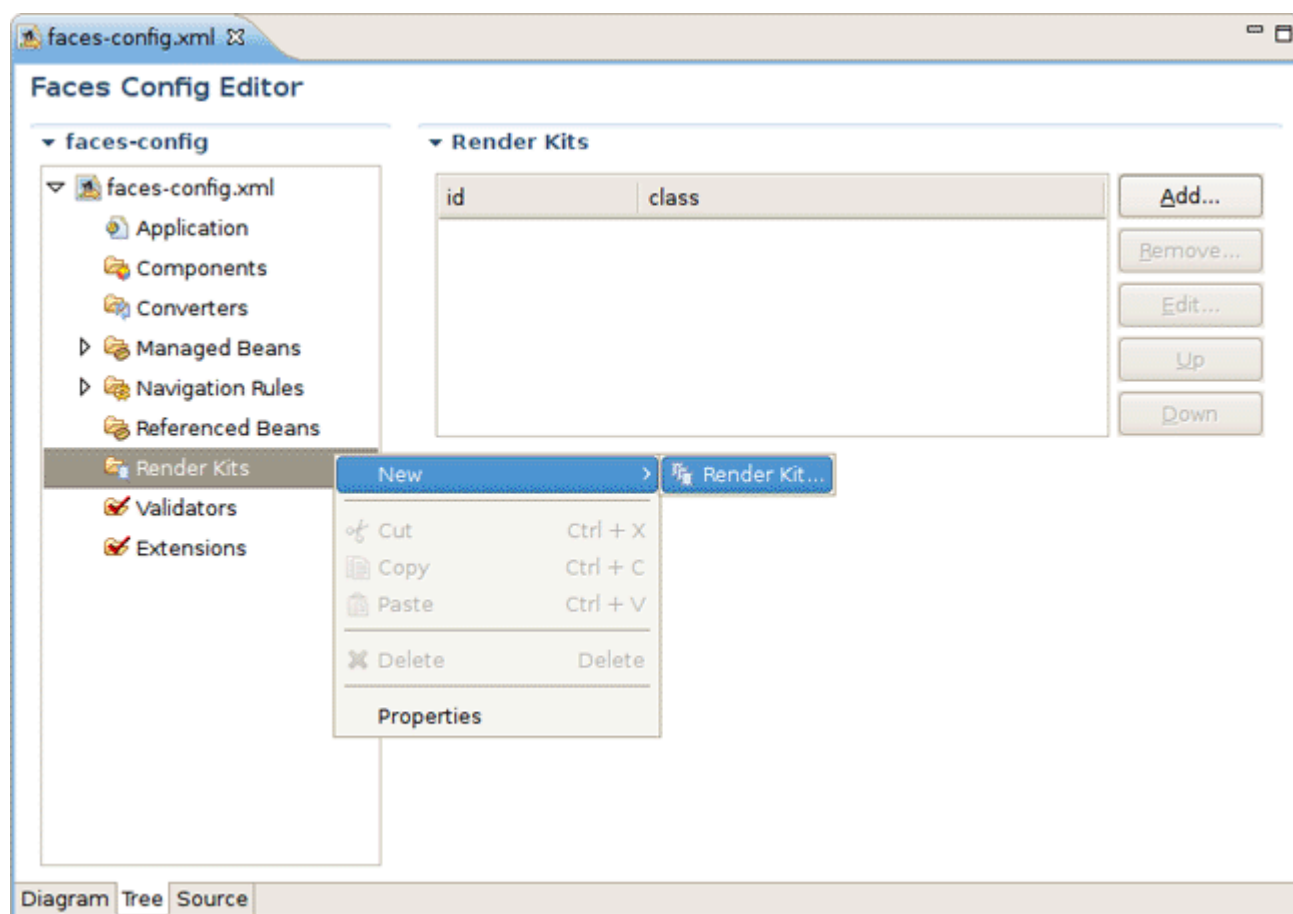 faces-config.xml
Faces Config Editor
faces-config
Render Kits
faces-config.xml
id class
Add...
Application
Remove...
Components
Edit...
Converters
Managed Beans
Up
Navigation Rules
Down
Referenced Beans
Render Kits
New
Render Kit...
Validators
Cut Ctrl + X
Extensions
Copy Ctrl + C
Paste Ctrl + V
Delete Delete
Properties
Diagram Tree Source